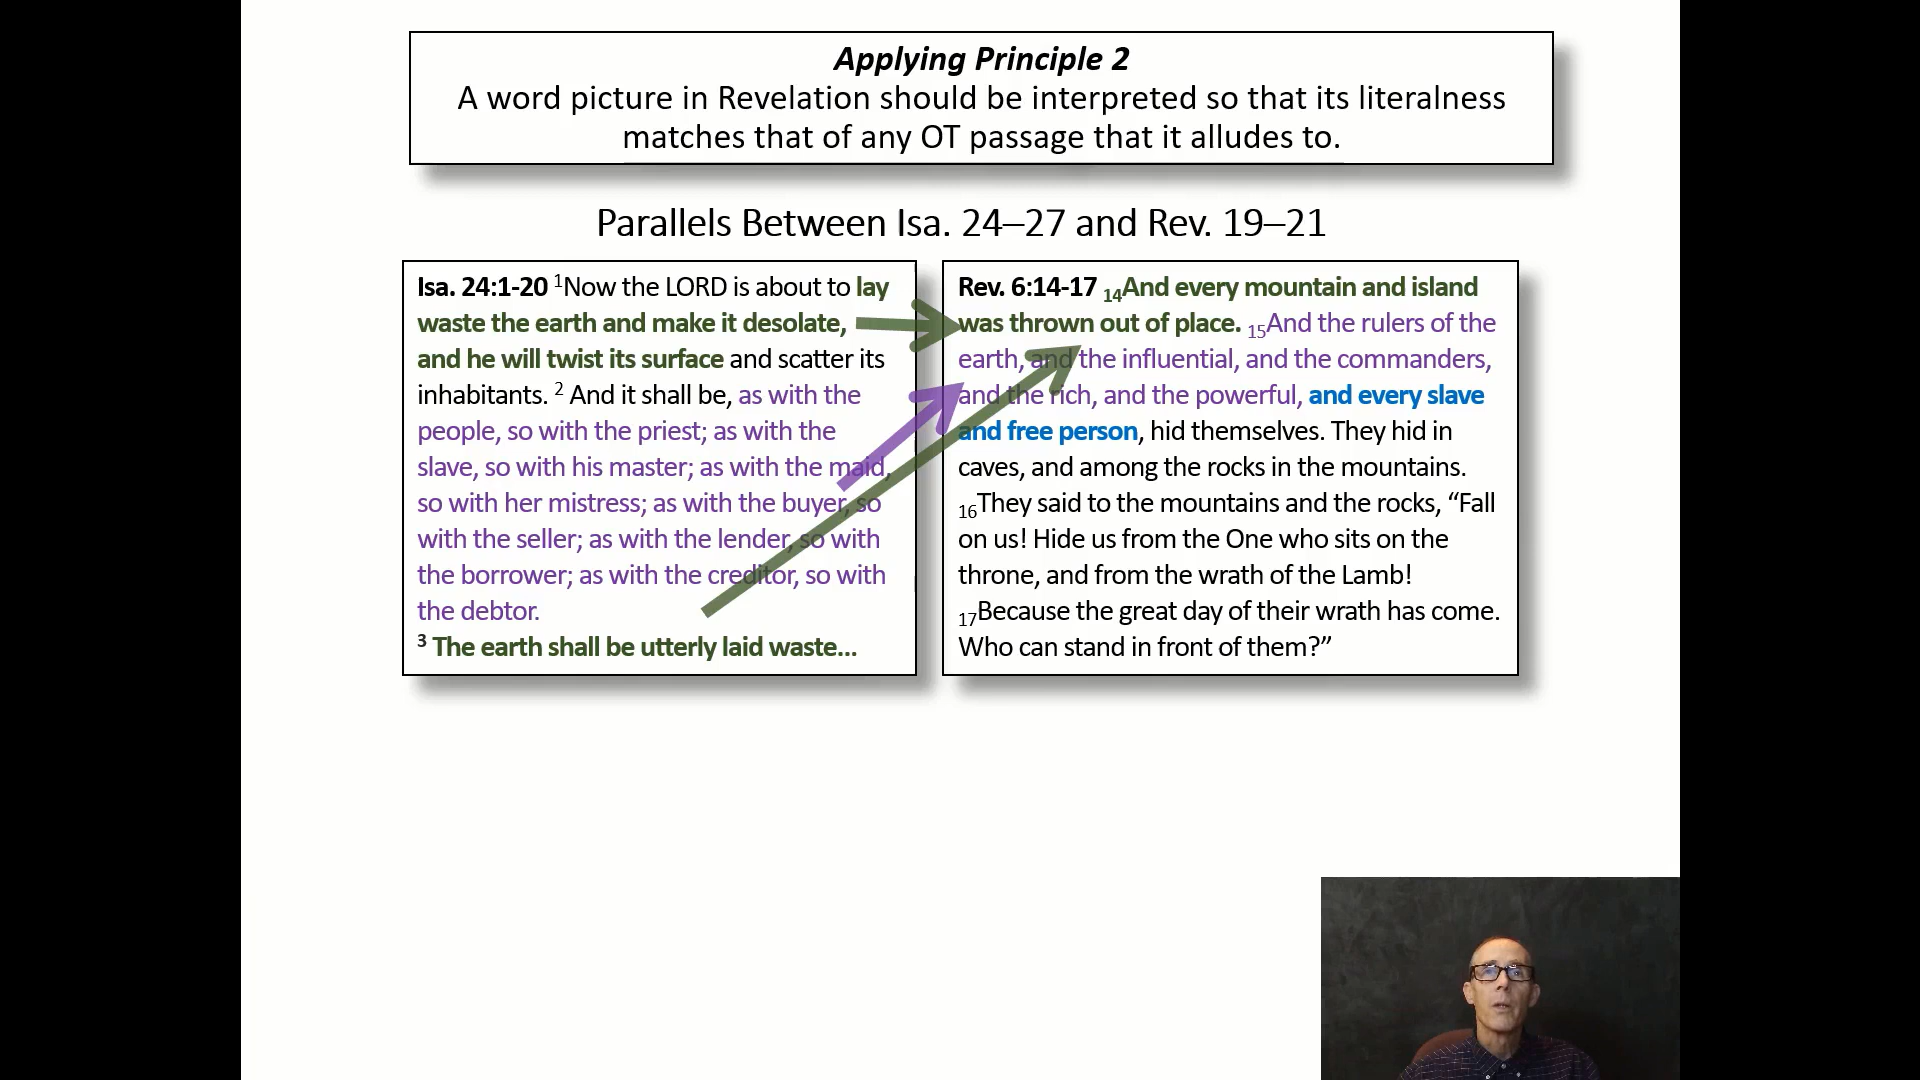 Applying Principle 2
A word picture in Revelation should be interpreted so that its literalness
matches that of any OT passage that it alludes to.
Parallels Between Isa. 24–27 and Rev. 19–21
Isa. 24:1-20 1Now the LORD is about to lay
waste the earth and make it desolate,
and he will twist its surface and scatter its
inhabitants. 2 And it shall be, as with the
people, so with the priest; as with the
slave, so with his master; as with the maid,
so with her mistress; as with the buyer, so
with the seller; as with the lender, so with
the borrower; as with the creditor, so with
the debtor.
3 The earth shall be utterly laid waste...
Rev. 6:14-17 14And every mountain and island
was thrown out of place. 15And the rulers of the
earth, and the influential, and the commanders,
and the rich, and the powerful, and every slave
and free person, hid themselves. They hid in
caves, and among the rocks in the mountains.
16They said to the mountains and the rocks, “Fall
on us! Hide us from the One who sits on the
throne, and from the wrath of the Lamb!
17Because the great day of their wrath has come.
Who can stand in front of them?”